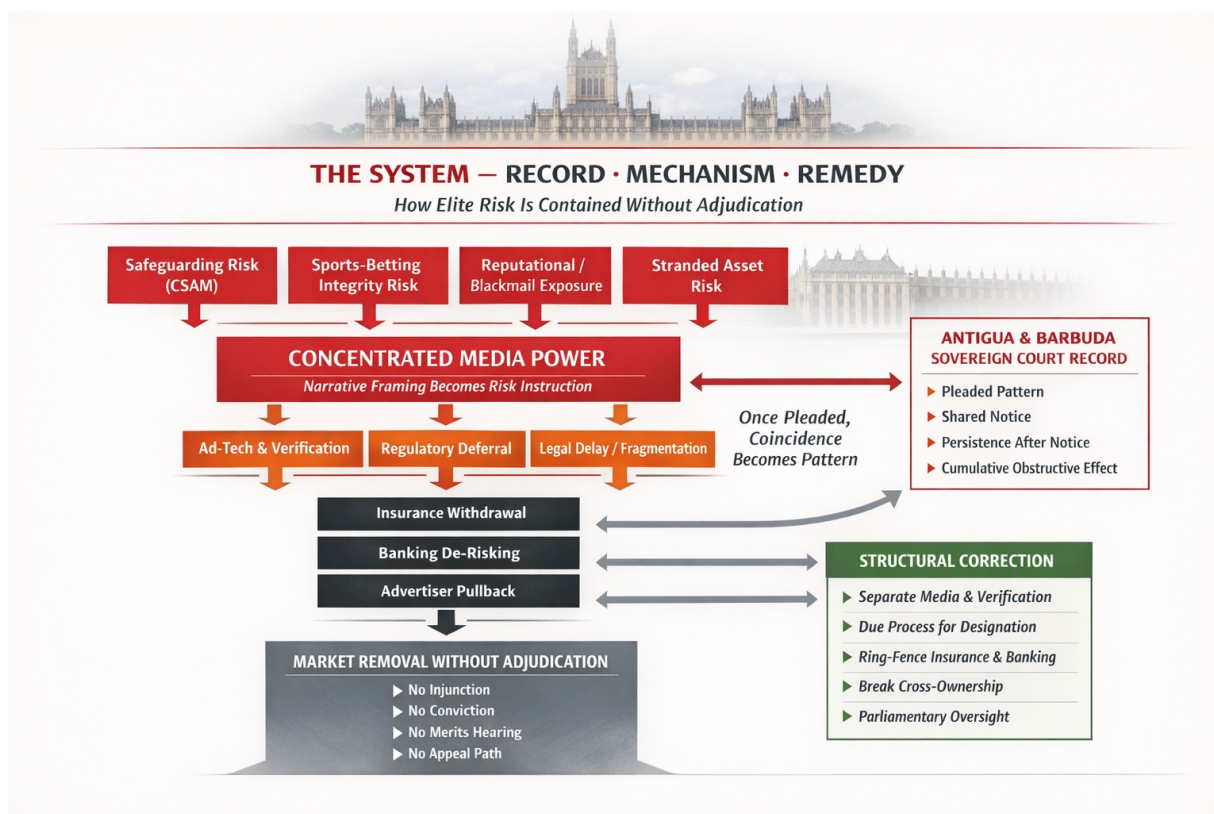 THE SYSTEM — RECORD · MECHANISM · REMEDY
How Elite Risk Is Contained Without Adjudication
Safeguarding Risk
(CSAM)
Sports-Betting
Integrity Risk
Reputational /
Blackmail Exposure
Stranded Asset
Risk
CONCENTRATED MEDIA POWER
Narrative Framing Becomes Risk Instruction
ANTIGUA & BARBUDA
SOVEREIGN COURT RECORD
Pleaded Pattern
Shared Notice
Persistence After Notice
Cumulative Obstructive Effect
Once Pleaded,
Coincidence
Becomes Pattern
Ad-Tech & Verification
Regulatory Deferral
Legal Delay / Fragmentation
Insurance Withdrawal
Banking De-Risking
Advertiser Pullback
STRUCTURAL CORRECTION
Separate Media & Verification
Due Process for Designation
Ring-Fence Insurance & Banking
Break Cross-Ownership
Parliamentary Oversight
MARKET REMOVAL WITHOUT ADJUDICATION
No Injunction
No Conviction
No Merits Hearing
No Appeal Path